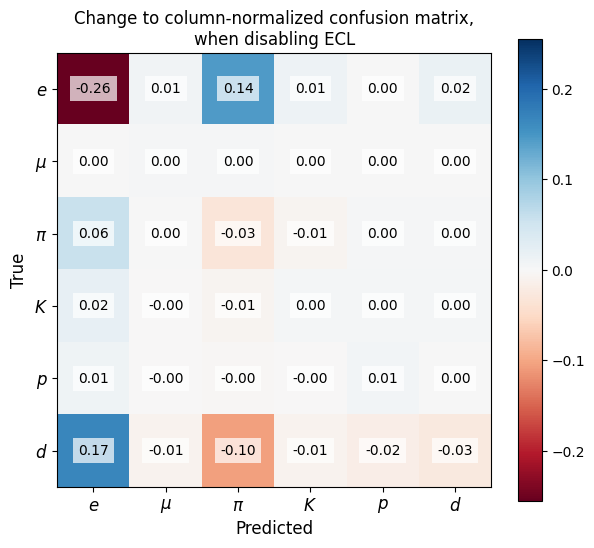 Change to column-normalized confusion matrix,
when disabling ECL
e -0.26 0.01 0.14 0.01 0.00 0.02
μ 0.00 0.00 0.00 0.00 0.00 0.00
π 0.06 0.00 -0.03 -0.01 0.00 0.00
K 0.02 -0.00 -0.01 0.00 0.00 0.00
p 0.01 -0.00 -0.00 -0.00 0.01 0.00
d 0.17 -0.01 -0.10 -0.01 -0.02 -0.03
e μ π K p d
Predicted
True
0.2
0.1
0.0
−0.1
−0.2